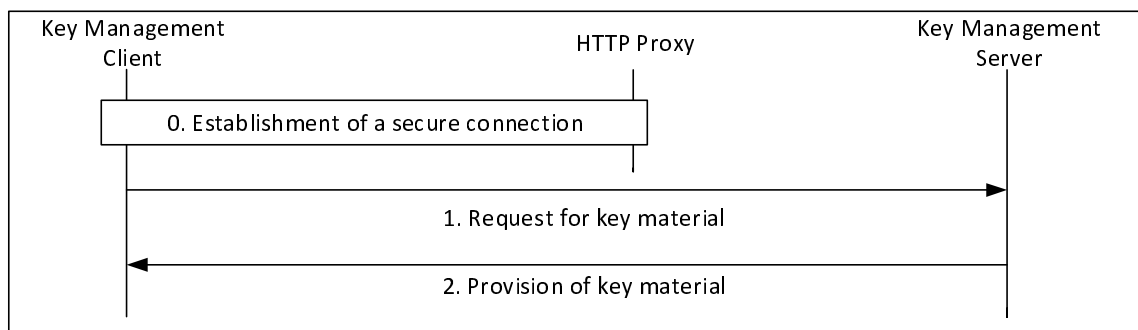 Key Management
Client
HTTP Proxy
Key Management
Server
0. Establishment of a secure connection
1. Request for key material
2. Provision of key material